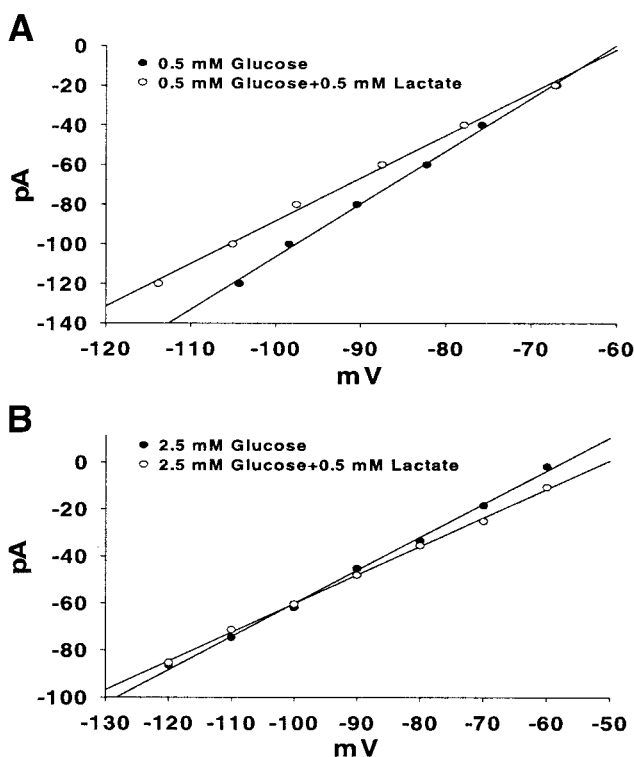 A
0
-20
-40
-60
-80
-100
-120
-140
pA
0.5 mM Glucose
0.5 mM Glucose+0.5 mM Lactate
-120 -110 -100 -90 -80 -70 -60
mV
B
0
-20
-40
-60
-80
-100
pA
2.5 mM Glucose
2.5 mM Glucose+0.5 mM Lactate
-130 -120 -110 -100 -90 -80 -70 -60 -50
mV